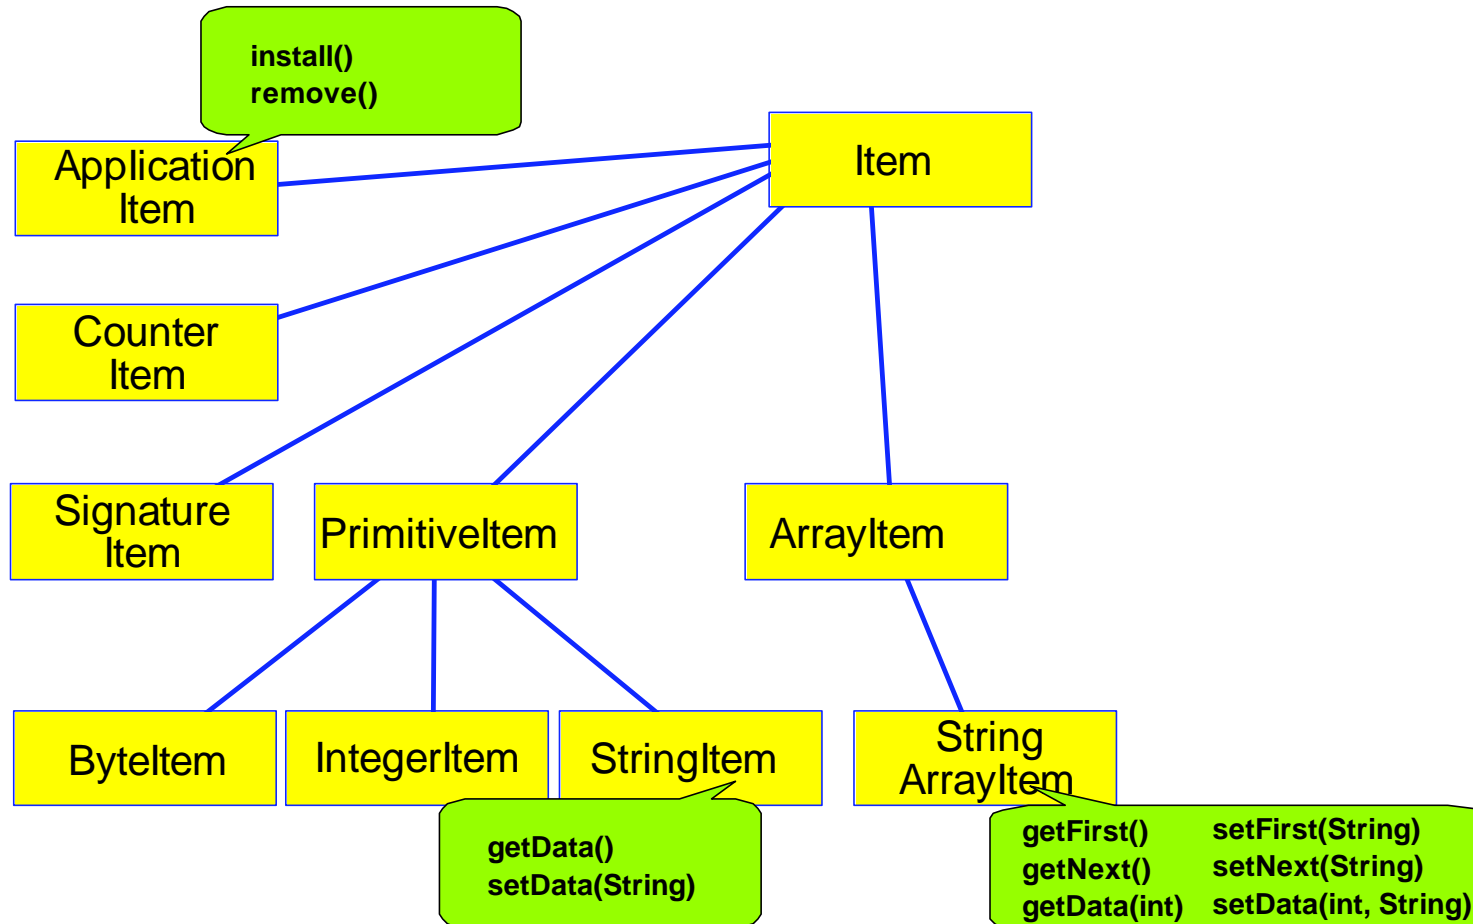 install()
remove()
Application
Item
Item
Counter
Item
Signature
Item
PrimitiveItem
ArrayItem
ByteItem
IntegerItem
StringItem
String
ArrayItem
getData()
setData(String)
getFirst() setFirst(String)
getNext() setNext(String)
getData(int) setData(int, String)